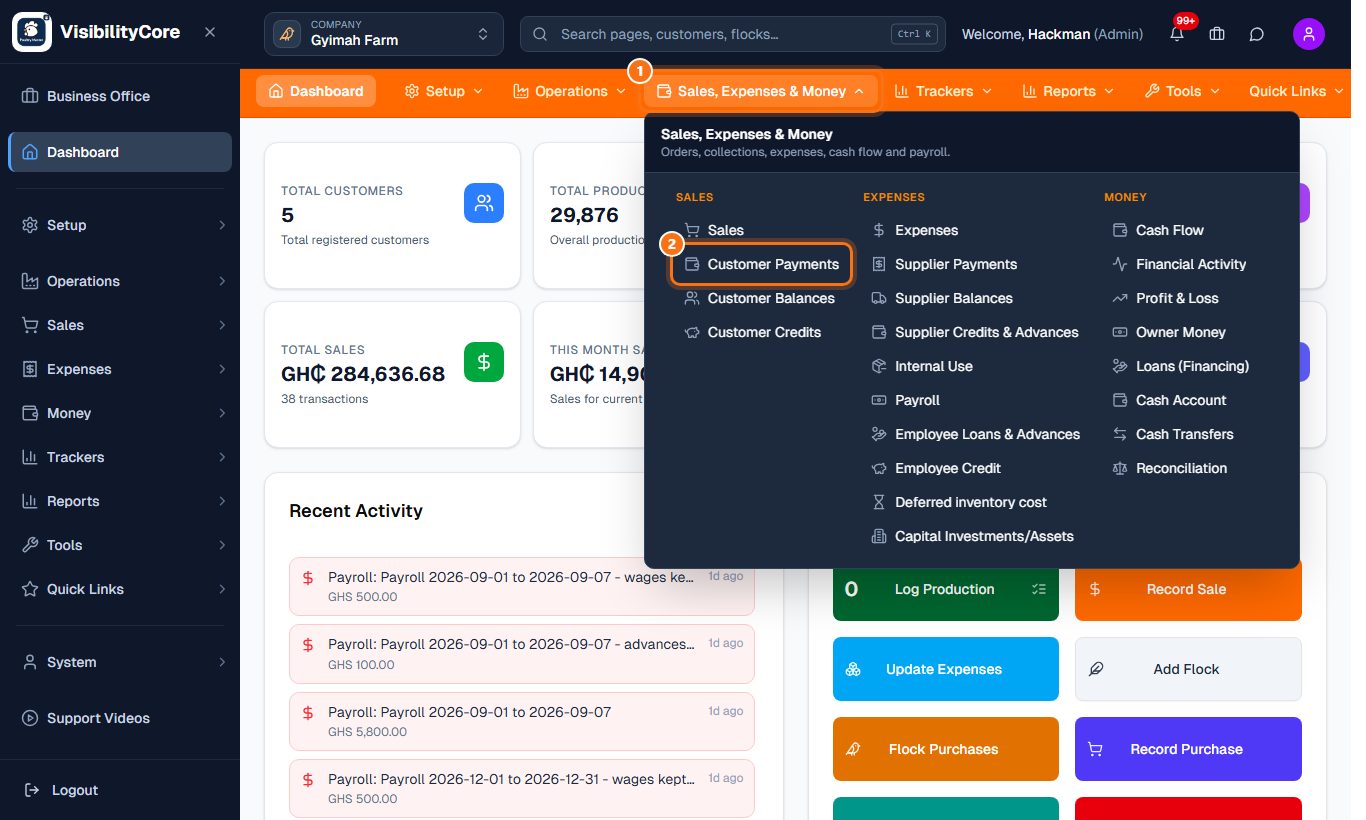 VisibilityCore
COMPANY
Gyimah Farm
Search pages, customers, flocks...
Ctrl K
Welcome, Hackman (Admin)
99+
Business Office
Dashboard
Setup
Operations
Sales
Expenses
Money
Trackers
Reports
Tools
Quick Links
System
Support Videos
Logout
Dashboard
Setup
Operations
1
Sales, Expenses & Money
Trackers
Reports
Tools
Quick Links
Sales, Expenses & Money
Orders, collections, expenses, cash flow and payroll.
SALES
Sales
2
Customer Payments
Customer Balances
Customer Credits
EXPENSES
Expenses
Supplier Payments
Supplier Balances
Supplier Credits & Advances
Internal Use
Payroll
Employee Loans & Advances
Employee Credit
Deferred inventory cost
Capital Investments/Assets
MONEY
Cash Flow
Financial Activity
Profit & Loss
Owner Money
Loans (Financing)
Cash Account
Cash Transfers
Reconciliation
TOTAL CUSTOMERS
5
Total registered customers
TOTAL PRODUC
29,876
Overall productio
TOTAL SALES
GH₵ 284,636.68
38 transactions
THIS MONTH SA
GH₵ 14,90
Sales for current
Recent Activity
Payroll: Payroll 2026-09-01 to 2026-09-07 - wages ke...
1d ago
GHS 500.00
Payroll: Payroll 2026-09-01 to 2026-09-07 - advances...
1d ago
GHS 100.00
Payroll: Payroll 2026-09-01 to 2026-09-07
1d ago
GHS 5,800.00
Payroll: Payroll 2026-12-01 to 2026-12-31 - wages kept...
1d ago
GHS 500.00
Log Production
Record Sale
Update Expenses
Add Flock
Flock Purchases
Record Purchase